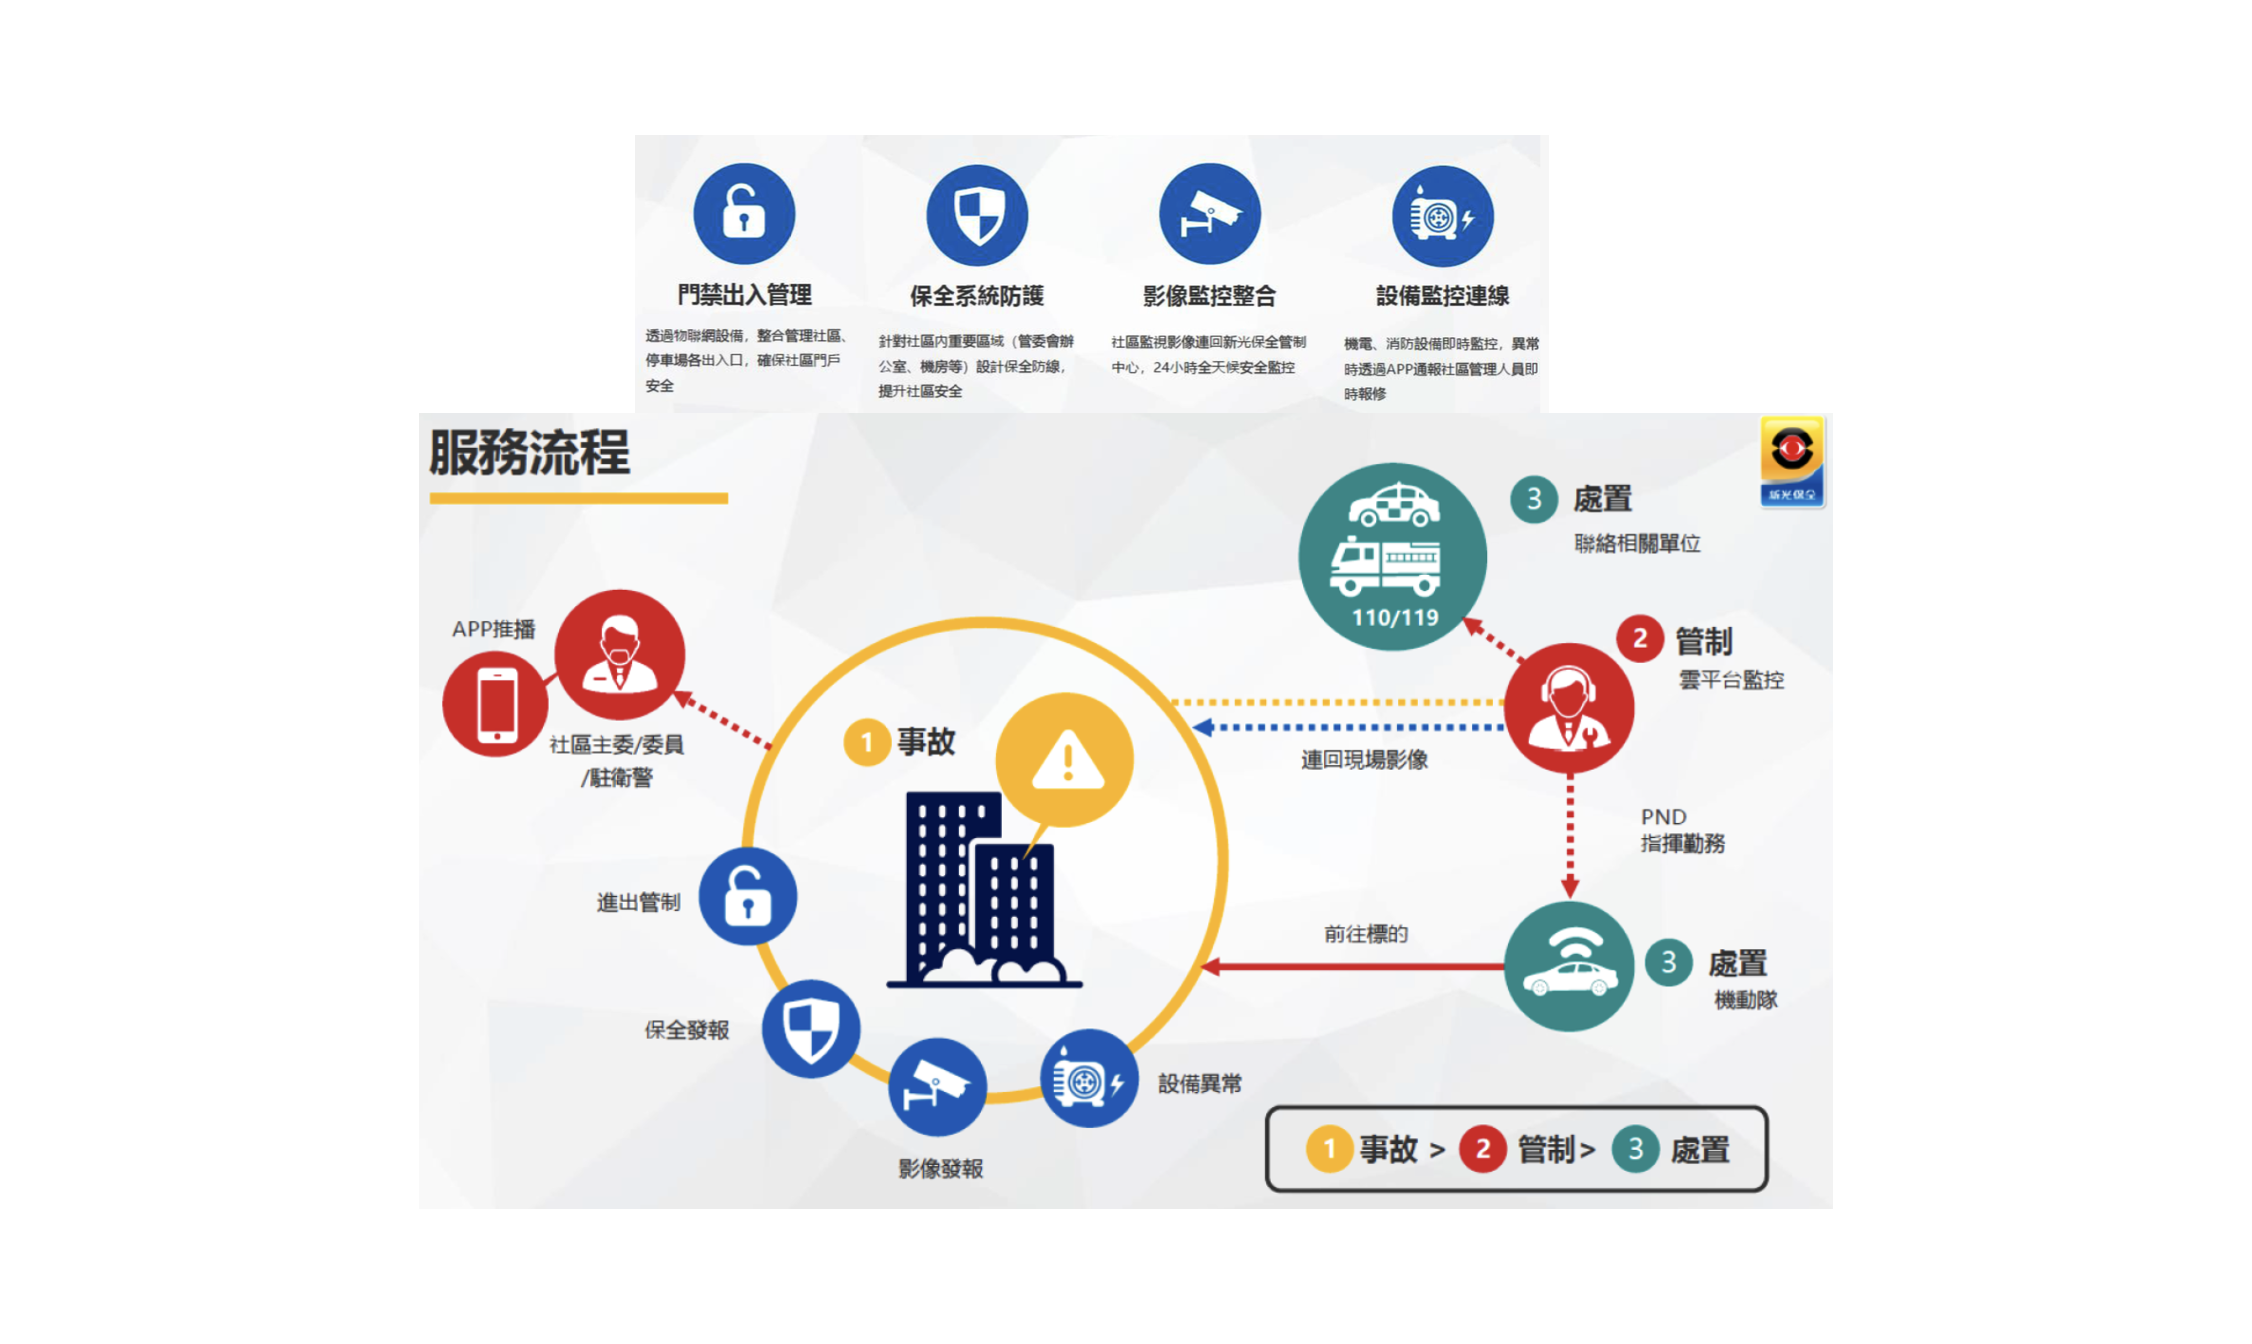 門禁出入管理
透過物聯網設備，整合管理社區、
停車場各出入口，確保社區門戶
安全
保全系統防護
針對社區內重要區域（管委會辦
公室、機房等）設計保全防線，
提升社區安全
影像監控整合
社區監視影像連回新光保全管制
中心，24小時全天候安全監控
設備監控連線
機電、消防設備即時監控，異常
時透過APP通報社區管理人員即
時報修
服務流程
新光保全
3 處置
聯絡相關單位
110/119
2 管制
雲平台監控
APP推播
社區主委/委員
/駐衛警
1 事故
連回現場影像
PND
指揮勤務
進出管制
前往標的
3 處置
機動隊
保全發報
設備異常
影像發報
1 事故 > 2 管制 > 3 處置